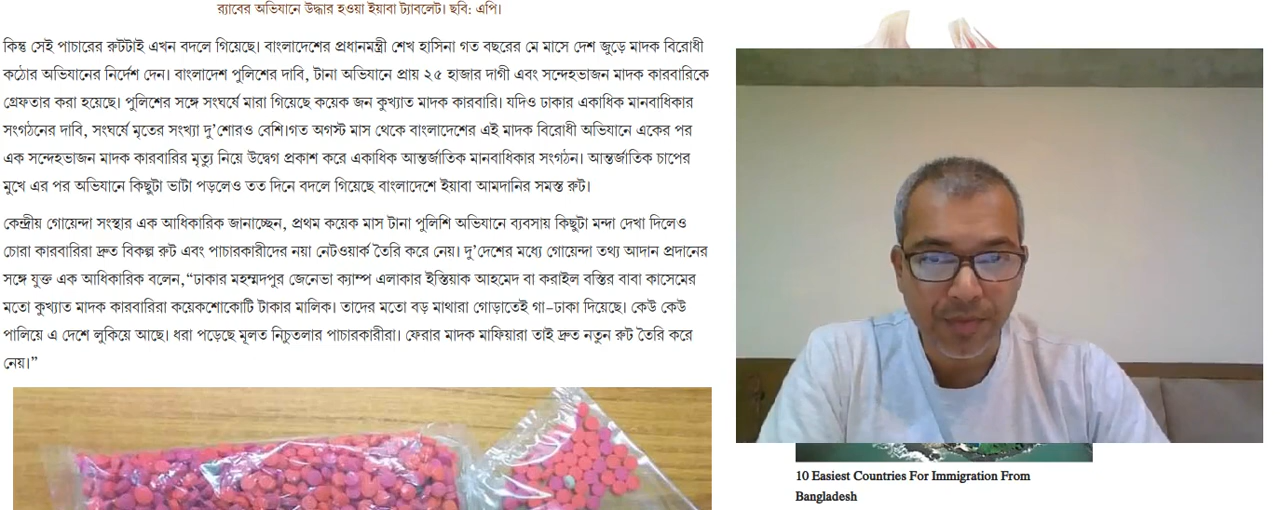 র‍্যাবের অভিযানে উদ্ধার হওয়া ইয়াবা ট্যাবলেট। ছবি: এপি।
কিন্তু সেই পাচারের রুটটাই এখন বদলে গিয়েছে। বাংলাদেশের প্রধানমন্ত্রী শেখ হাসিনা গত বছরের মে মাসে দেশ জুড়ে মাদক বিরোধী
কঠোর অভিযানের নির্দেশ দেন। বাংলাদেশ পুলিশের দাবি, টানা অভিযানে প্রায় ২৫ হাজার দাগী এবং সন্দেহভাজন মাদক কারবারিকে
গ্রেফতার করা হয়েছে। পুলিশের সঙ্গে সংঘর্ষে মারা গিয়েছে কয়েক জন কুখ্যাত মাদক কারবারি। যদিও ঢাকার একাধিক মানবাধিকার
সংগঠনের দাবি, সংঘর্ষে মৃতের সংখ্যা দু’শোরও বেশি।গত অগস্ট মাস থেকে বাংলাদেশের এই মাদক বিরোধী অভিযানে একের পর
এক সন্দেহভাজন মাদক কারবারির মৃত্যু নিয়ে উদ্বেগ প্রকাশ করে একাধিক আন্তর্জাতিক মানবাধিকার সংগঠন। আন্তর্জাতিক চাপের
মুখে এর পর অভিযানে কিছুটা ভাটা পড়লেও তত দিনে বদলে গিয়েছে বাংলাদেশে ইয়াবা আমদানির সমস্ত রুট।
কেন্দ্রীয় গোয়েন্দা সংস্থার এক আধিকারিক জানাচ্ছেন, প্রথম কয়েক মাস টানা পুলিশি অভিযানে ব্যবসায় কিছুটা মন্দা দেখা দিলেও
চোরা কারবারিরা দ্রুত বিকল্প রুট এবং পাচারকারীদের নয়া নেটওয়ার্ক তৈরি করে নেয়। দু’দেশের মধ্যে গোয়েন্দা তথ্য আদান প্রদানের
সঙ্গে যুক্ত এক আধিকারিক বলেন,“ঢাকার মহম্মদপুর জেনেভা ক্যাম্প এলাকার ইস্তিয়াক আহমেদ বা করাইল বস্তির বাবা কাসেমের
মতো কুখ্যাত মাদক কারবারিরা কয়েকশোকোটি টাকার মালিক। তাদের মতো বড় মাথারা গোড়াতেই গা-ঢাকা দিয়েছে। কেউ কেউ
পালিয়ে এ দেশে লুকিয়ে আছে। ধরা পড়েছে মূলত নিচুতলার পাচারকারীরা। ফেরার মাদক মাফিয়ারা তাই দ্রুত নতুন রুট তৈরি করে
নেয়।”
10 Easiest Countries For Immigration From
Bangladesh